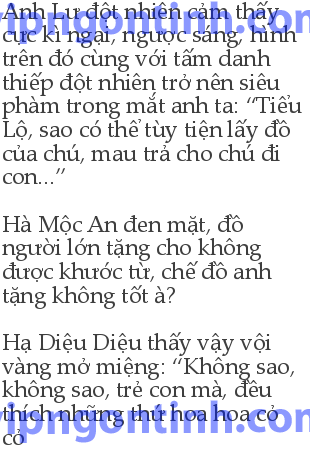 Anh Lư đột nhiên cảm thấy
cực kì ngại, ngược sáng, hình
trên đó cùng với tấm danh
thiếp đột nhiên trở nên siêu
phàm trong mắt anh ta: “Tiểu
Lộ, sao có thể tùy tiện lấy đồ
của chú, mau trả cho chú đi
con...”
Hà Mộc An đen mặt, đồ
người lớn tặng cho không
được khước từ, chế đồ anh
tặng không tốt à?
Hạ Diệu Diệu thấy vậy vội
vàng mở miệng: “Không sao,
không sao, trẻ con mà, đều
thích những thứ hoa hoa cỏ
cỏ